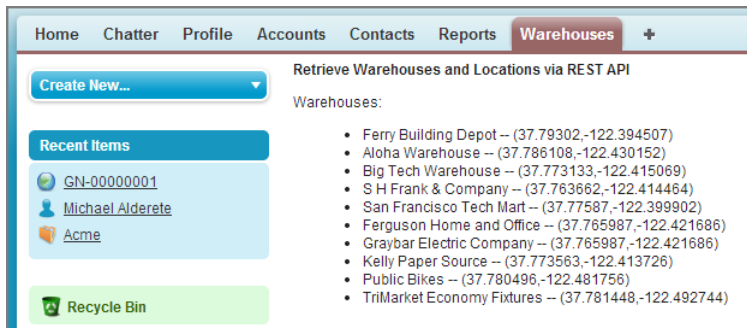 Home Chatter Profile Accounts Contacts Reports Warehouses +
Create New...
Recent Items
GN-00000001
Michael Alderete
Acme
Recycle Bin
Retrieve Warehouses and Locations via REST API
Warehouses:
• Ferry Building Depot -- (37.79302,-122.394507)
• Aloha Warehouse -- (37.786108,-122.430152)
• Big Tech Warehouse -- (37.773133,-122.415069)
• S H Frank & Company -- (37.763662,-122.414464)
• San Francisco Tech Mart -- (37.77587,-122.399902)
• Ferguson Home and Office -- (37.765987,-122.421686)
• Graybar Electric Company -- (37.765987,-122.421686)
• Kelly Paper Source -- (37.773563,-122.413726)
• Public Bikes -- (37.780496,-122.481756)
• TriMarket Economy Fixtures -- (37.781448,-122.492744)